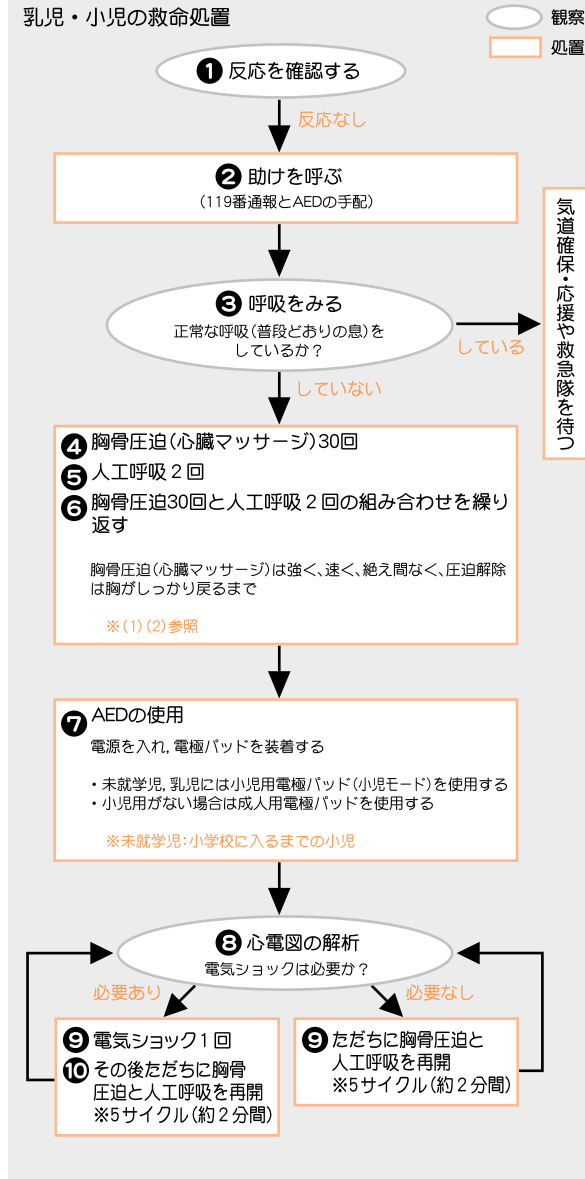 乳児・小児の救命処置
観察
処置
❶ 反応を確認する
反応なし
❷ 助けを呼ぶ
(119番通報とAEDの手配)
❸ 呼吸をみる
正常な呼吸(普段どおりの息)を
しているか？
している
気道確保・応援や救急隊を待つ
していない
❹ 胸骨圧迫(心臓マッサージ)30回
❺ 人工呼吸２回
❻ 胸骨圧迫30回と人工呼吸２回の組み合わせを繰り
返す
胸骨圧迫(心臓マッサージ)は強く、速く、絶え間なく、圧迫解除
は胸がしっかり戻るまで
※(1)(2)参照
❼ AEDの使用
電源を入れ, 電極パッドを装着する
・未就学児, 乳児には小児用電極パッド(小児モード)を使用する
・小児用がない場合は成人用電極パッドを使用する
※未就学児：小学校に入るまでの小児
❽ 心電図の解析
電気ショックは必要か？
必要あり
必要なし
❾ 電気ショック１回
❿ その後ただちに胸骨
圧迫と人工呼吸を再開
※5サイクル(約２分間)
❾ ただちに胸骨圧迫と
人工呼吸を再開
※5サイクル(約２分間)